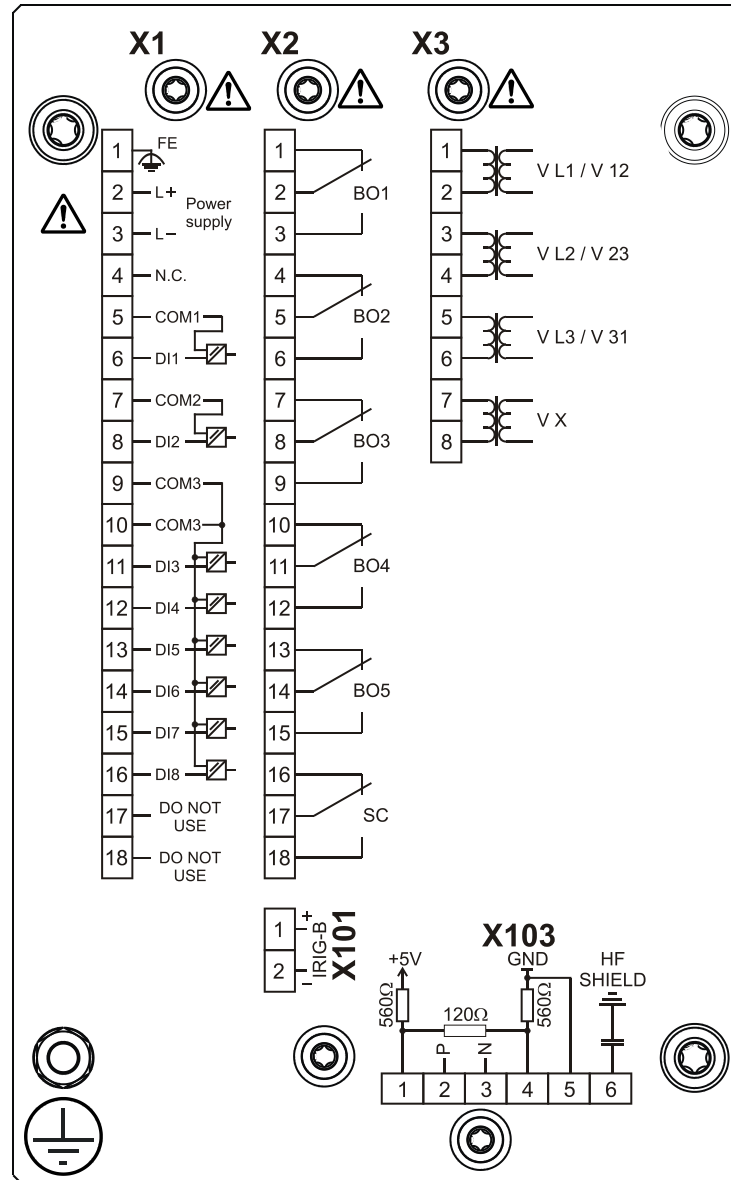 X1 X2 X3
1 FE
2 L+
Power
supply
3 L–
4 N.C.
5 COM1
6 DI1
7 COM2
8 DI2
9 COM3
10 COM3
11 DI3
12 DI4
13 DI5
14 DI6
15 DI7
16 DI8
17 DO NOT
USE
18 DO NOT
USE
1
2 BO1
3
4
5 BO2
6
7
8 BO3
9
10
11 BO4
12
13
14 BO5
15
16
17 SC
18
1
2
V L1 / V 12
3
4
V L2 / V 23
5
6
V L3 / V 31
7
8
V X
1 +
2 –
IRIG-B
X101
X103
+5V GND HF
SHIELD
560Ω 120Ω 560Ω
P N
1 2 3 4 5 6